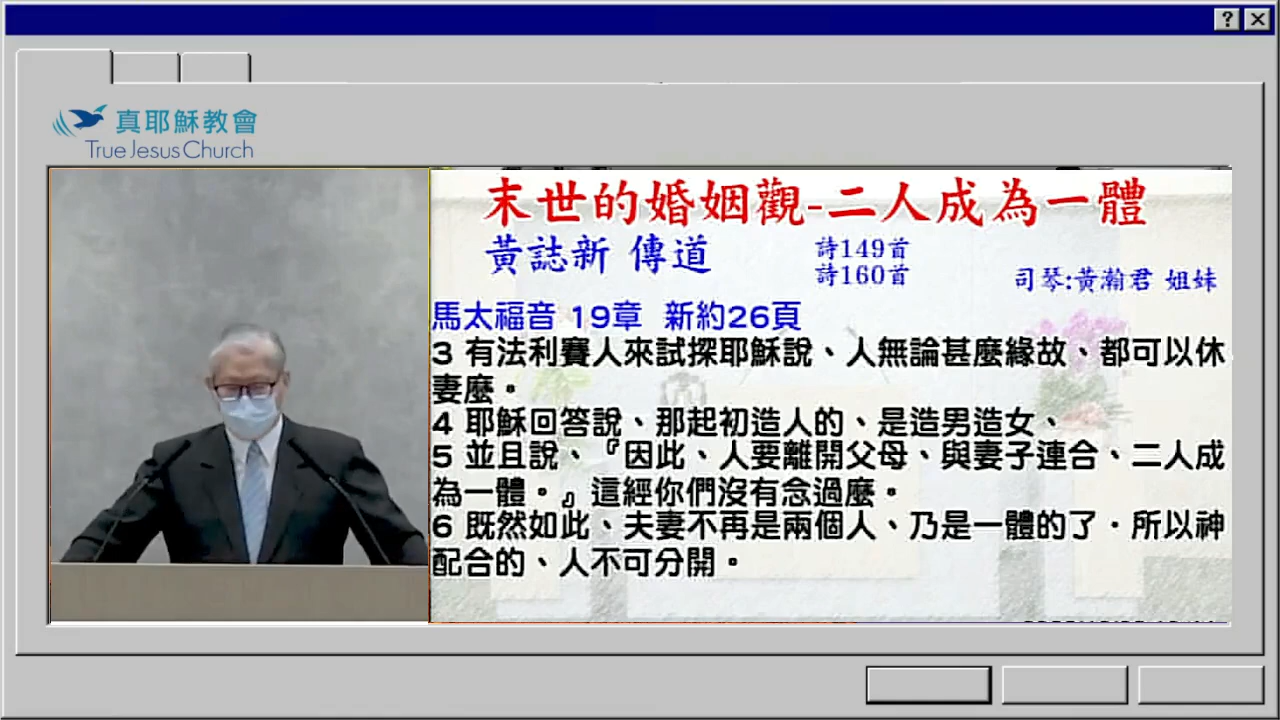 真耶穌教會
True Jesus Church
末世的婚姻觀-二人成為一體
黃誌新 傳道
詩149首
詩160首
司琴:黃瀚君 姐妹
馬太福音 19章 新約26頁
3 有法利賽人來試探耶穌說、人無論甚麼緣故、都可以休
妻麼。
4 耶穌回答說、那起初造人的、是造男造女、
5 並且說、『因此、人要離開父母、與妻子連合、二人成
為一體。』這經你們沒有念過麼。
6 既然如此、夫妻不再是兩個人、乃是一體的了．所以神
配合的、人不可分開。